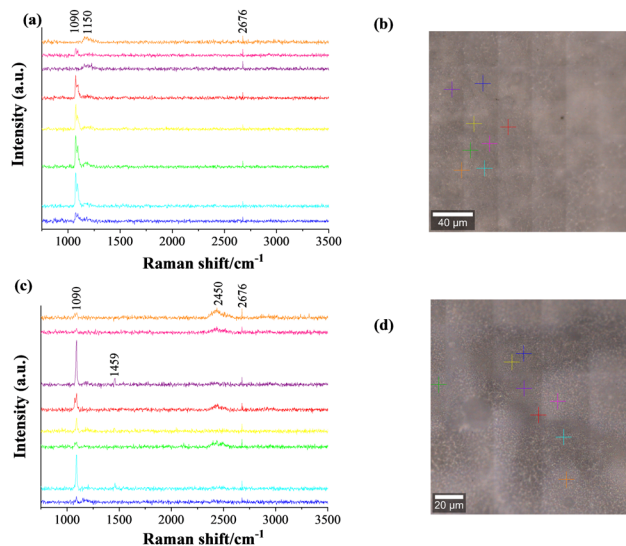 (a)
1090
1150
2676
Intensity (a.u.)
1000 1500 2000 2500 3000 3500
Raman shift/cm-1
(b)
40 µm
(c)
1090
1459
2450
2676
Intensity (a.u.)
1000 1500 2000 2500 3000 3500
Raman shift/cm-1
(d)
20 µm